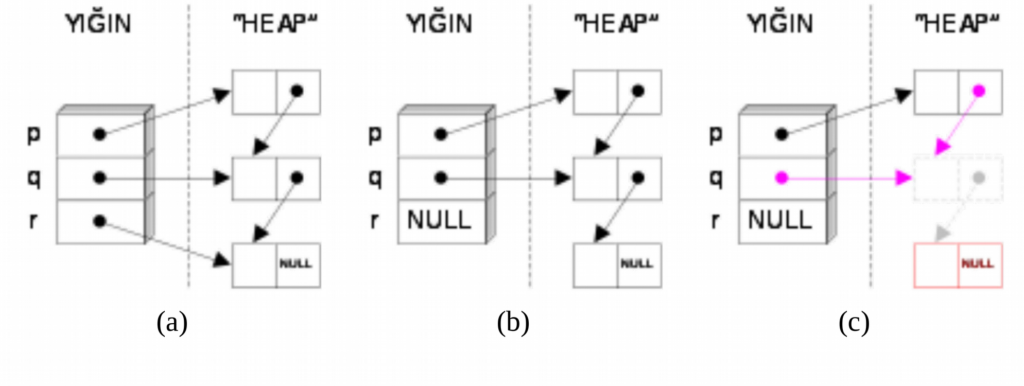 YIĞIN "HEAP" YIĞIN "HEAP" YIĞIN "HEAP"
p p p
q q q
r NULL r NULL r NULL NULL NULL
(a) (b) (c)